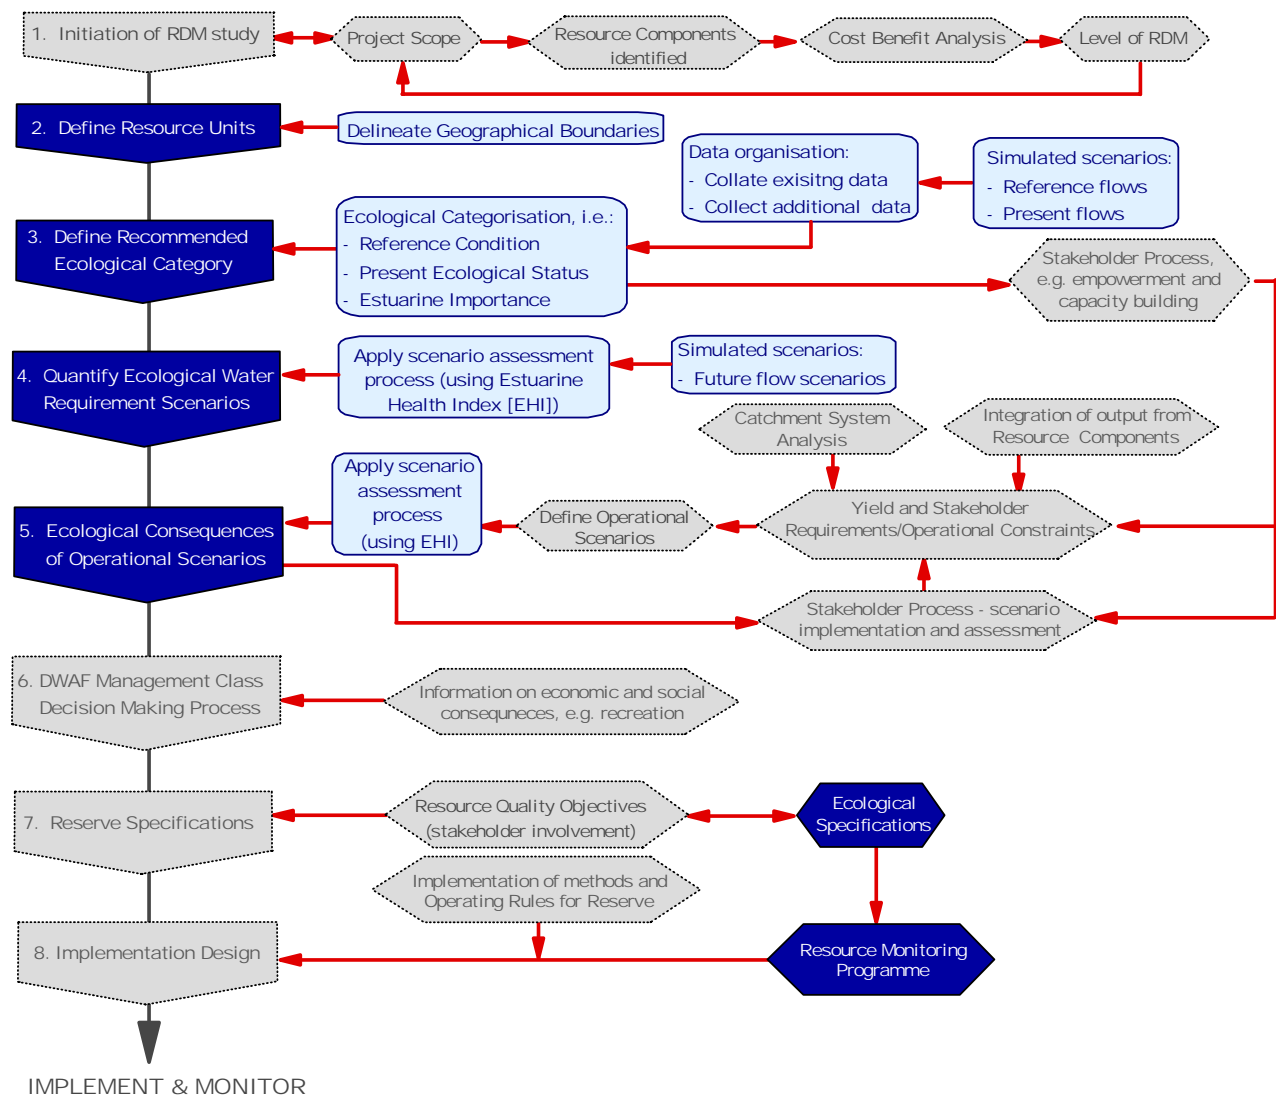 1. Initiation of RDM study
Project Scope
Resource Components
identified
Cost Benefit Analysis
Level of RDM
2. Define Resource Units
Delineate Geographical Boundaries
Data organisation:
- Collate exisitng data
- Collect additional data
Simulated scenarios:
- Reference flows
- Present flows
3. Define Recommended
Ecological Category
Ecological Categorisation, i.e.:
- Reference Condition
- Present Ecological Status
- Estuarine Importance
Stakeholder Process,
e.g. empowerment and
capacity building
4. Quantify Ecological Water
Requirement Scenarios
Apply scenario assessment
process (using Estuarine
Health Index [EHI])
Simulated scenarios:
- Future flow scenarios
Catchment System
Analysis
Integration of output from
Resource Components
5. Ecological Consequences
of Operational Scenarios
Apply scenario
assessment
process
(using EHI)
Define Operational
Scenarios
Yield and Stakeholder
Requirements/Operational Constraints
Stakeholder Process - scenario
implementation and assessment
6. DWAF Management Class
Decision Making Process
Information on economic and social
consequneces, e.g. recreation
7. Reserve Specifications
Resource Quality Objectives
(stakeholder involvement)
Ecological
Specifications
Implementation of methods and
Operating Rules for Reserve
8. Implementation Design
Resource Monitoring
Programme
IMPLEMENT & MONITOR